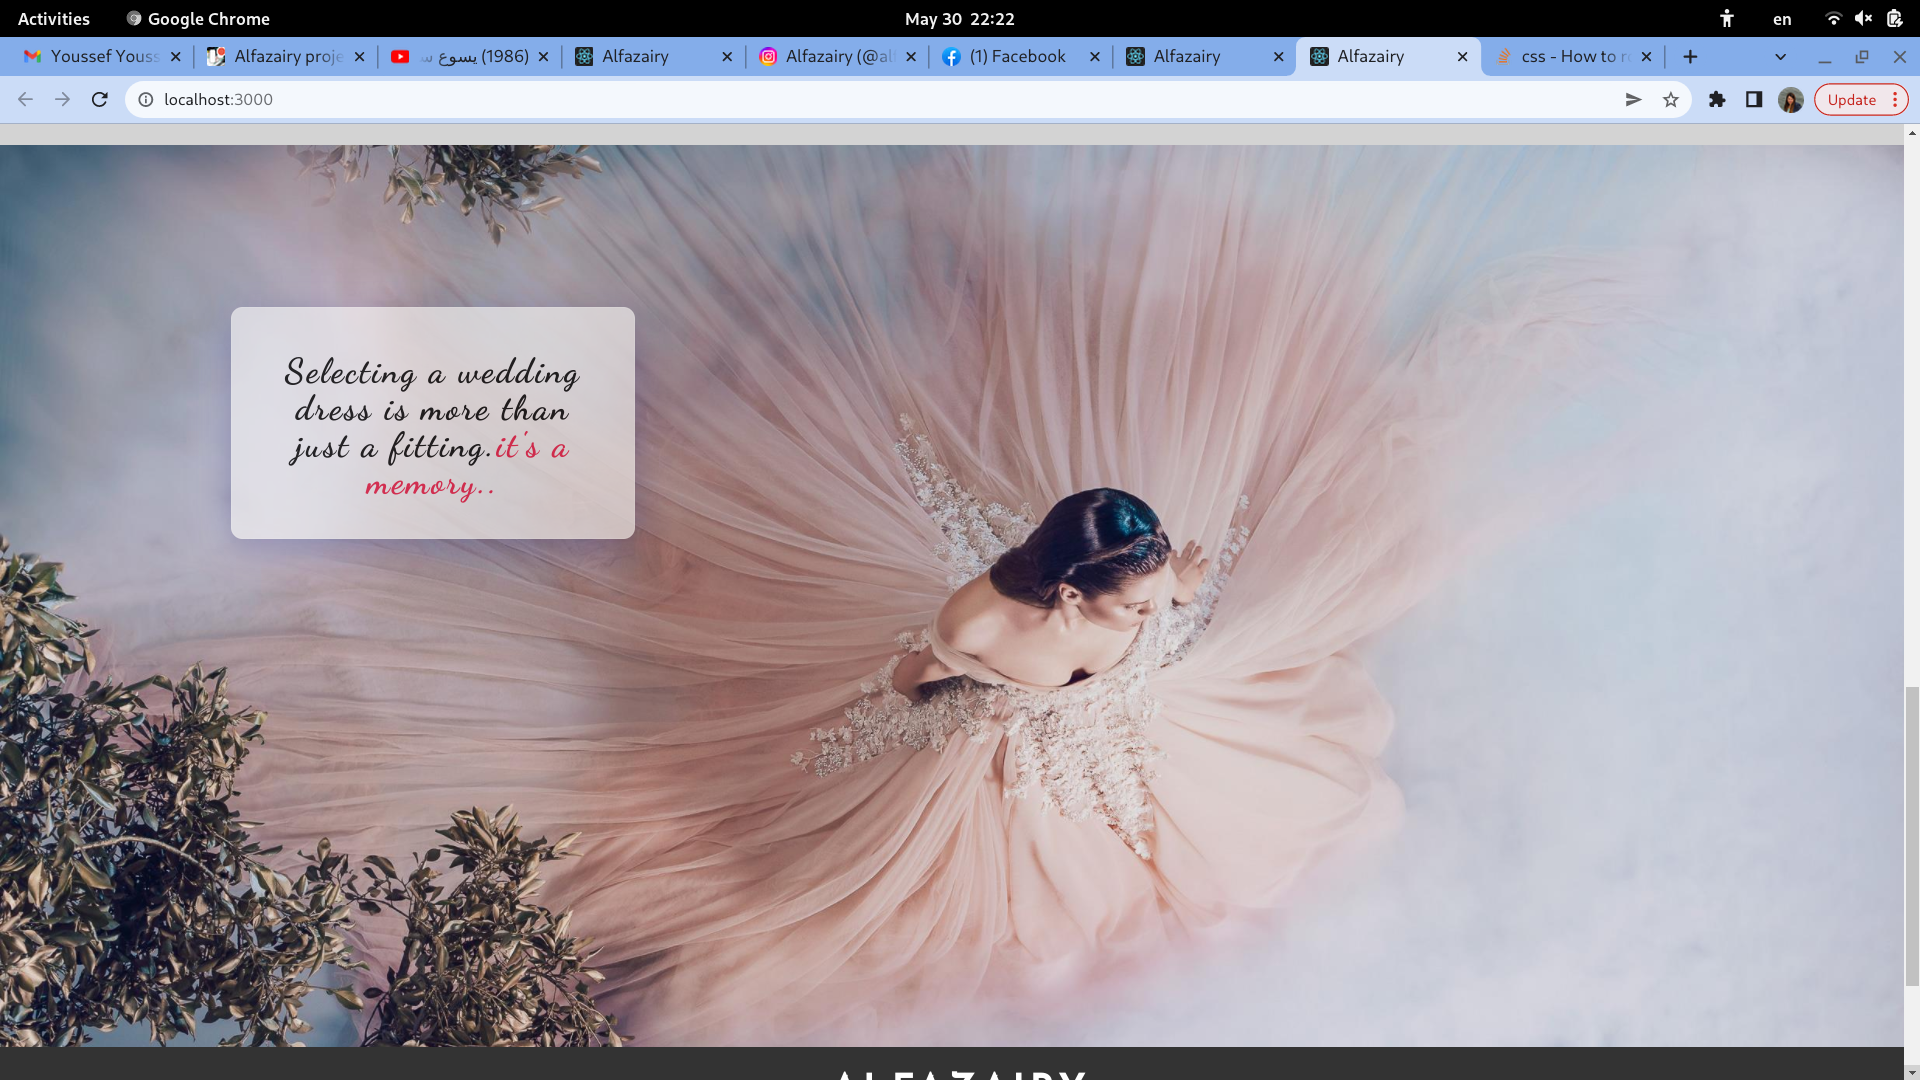 Activities Google Chrome May 30 22:22 en
Youssef Youss Alfazairy proje (1986) يسوع س Alfazairy Alfazairy (@al (1) Facebook Alfazairy Alfazairy css - How to r
localhost:3000 Update
Selecting a wedding
dress is more than
just a fitting.it's a
memory..
ALFAZAIRY